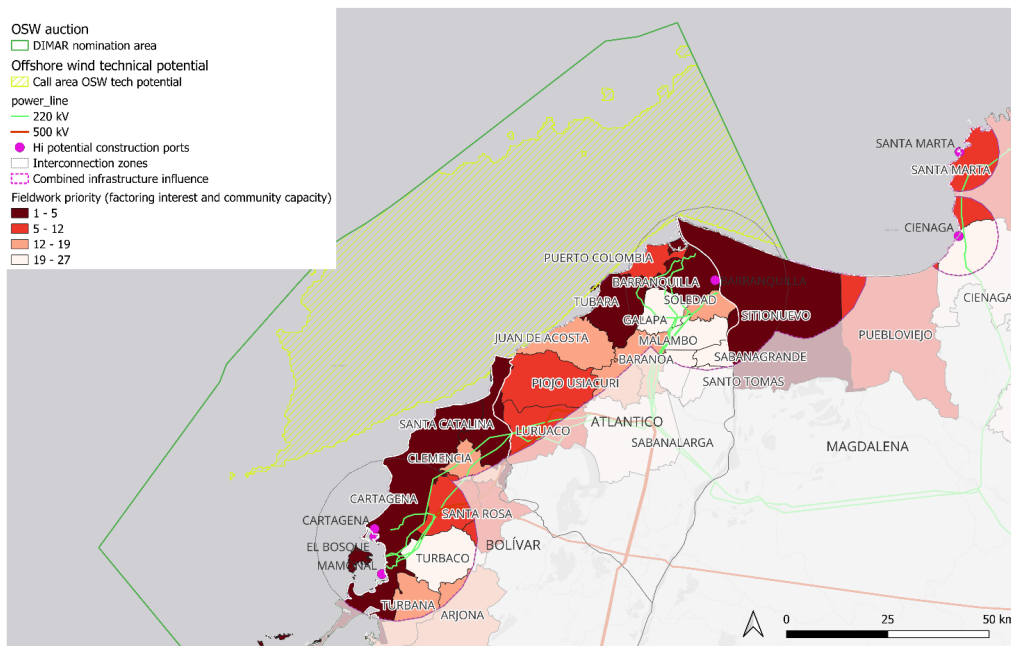 OSW auction
DIMAR nomination area
Offshore wind technical potential
Call area OSW tech potential
power_line
220 kV
500 kV
Hi potential construction ports
Interconnection zones
Combined infrastructure influence
Fieldwork priority (factoring interest and community capacity)
1 - 5
5 - 12
12 - 19
19 - 27
SANTA MARTA
SANTA MARTA
CIENAGA
PUERTO COLOMBIA
BARRANQUILLA
BARRANQUILLA
CIENAGA
TUBARA
SOLEDAD
SITIONUEVO
GALAPA
PUEBLOVIEJO
JUAN DE ACOSTA
MALAMBO
BARANOA
SABANAGRANDE
PIOJO
USIACURI
SANTO TOMAS
SANTA CATALINA
LURUACO
ATLANTICO
SABANALARGA
MAGDALENA
CLEMENCIA
CARTAGENA
CARTAGENA
SANTA ROSA
EL BOSQUE
BOLÍVAR
MAMONAL
TURBACO
TURBANA
ARJONA
0 25 50 km